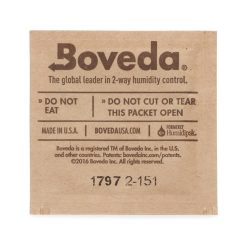 Boveda®
The global leader in 2-way humidity control.
» DO NOT EAT
» DO NOT CUT OR TEAR THIS PACKET OPEN
MADE IN U.S.A.
BOVEDAUSA.COM
FORMERLY Humidipak®
Boveda is a registered TM of Boveda Inc. in the U.S.
and other countries. Patents: bovedainc.com/patents.
©2016 Boveda Inc. All rights reserved.
1797 2-151